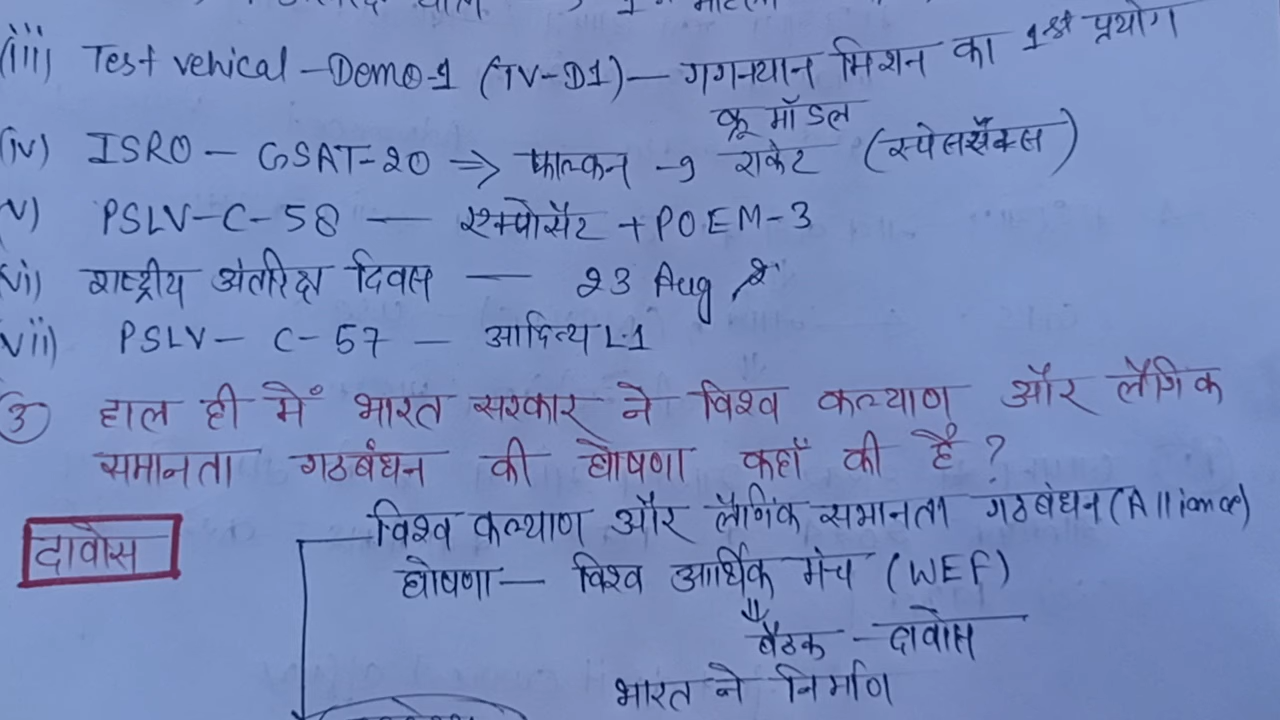 (iii) Test vehical – Demo-1 (TV-D1) – गगनयान मिशन का 1st प्रयोग
क्रू मॉडल
(iv) ISRO – GSAT-20 ⇒ फाल्कन -9 राकेट (स्पेसएक्स)
v) PSLV-C-58 — एक्स्पोसैट + POEM-3
vi) राष्ट्रीय अंतरिक्ष दिवस — 23 Aug
vii) PSLV – C-57 – आदित्य L-1
3 हाल ही में भारत सरकार ने विश्व कल्याण और लैंगिक
समानता गठबंधन की घोषणा कहाँ की है ?
विश्व कल्याण और लैंगिक समानता गठबंधन (Alliance)
दावोस
घोषणा – विश्व आर्थिक मंच (WEF)
⇓
बैठक – दावोस
भारत ने निर्माण